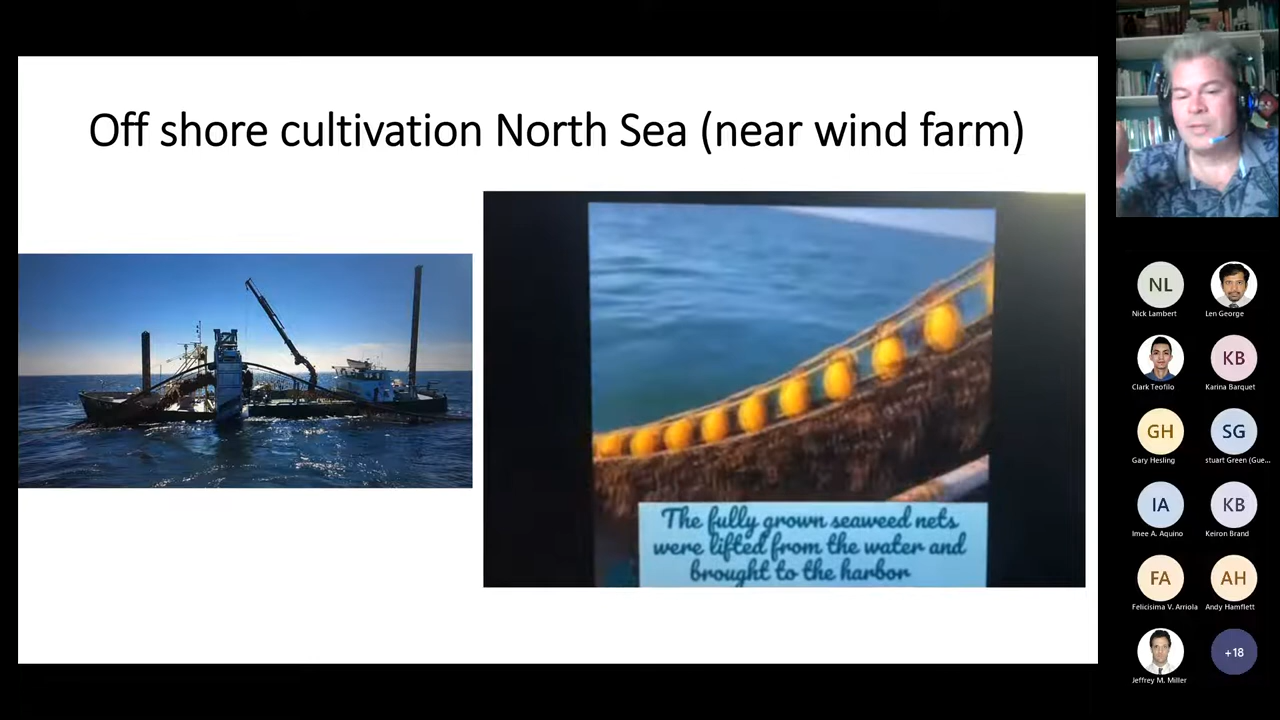 Off shore cultivation North Sea (near wind farm)
The fully grown seaweed nets
were lifted from the water and
brought to the harbor
NL
Nick Lambert
Len George
Clark Teofilo
KB
Karina Barquet
GH
Gary Hesling
SG
stuart Green (Gue...
IA
Imee A. Aquino
KB
Keiron Brand
FA
Felicisima V. Arriola
AH
Andy Hamflett
Jeffrey M. Miller
+18